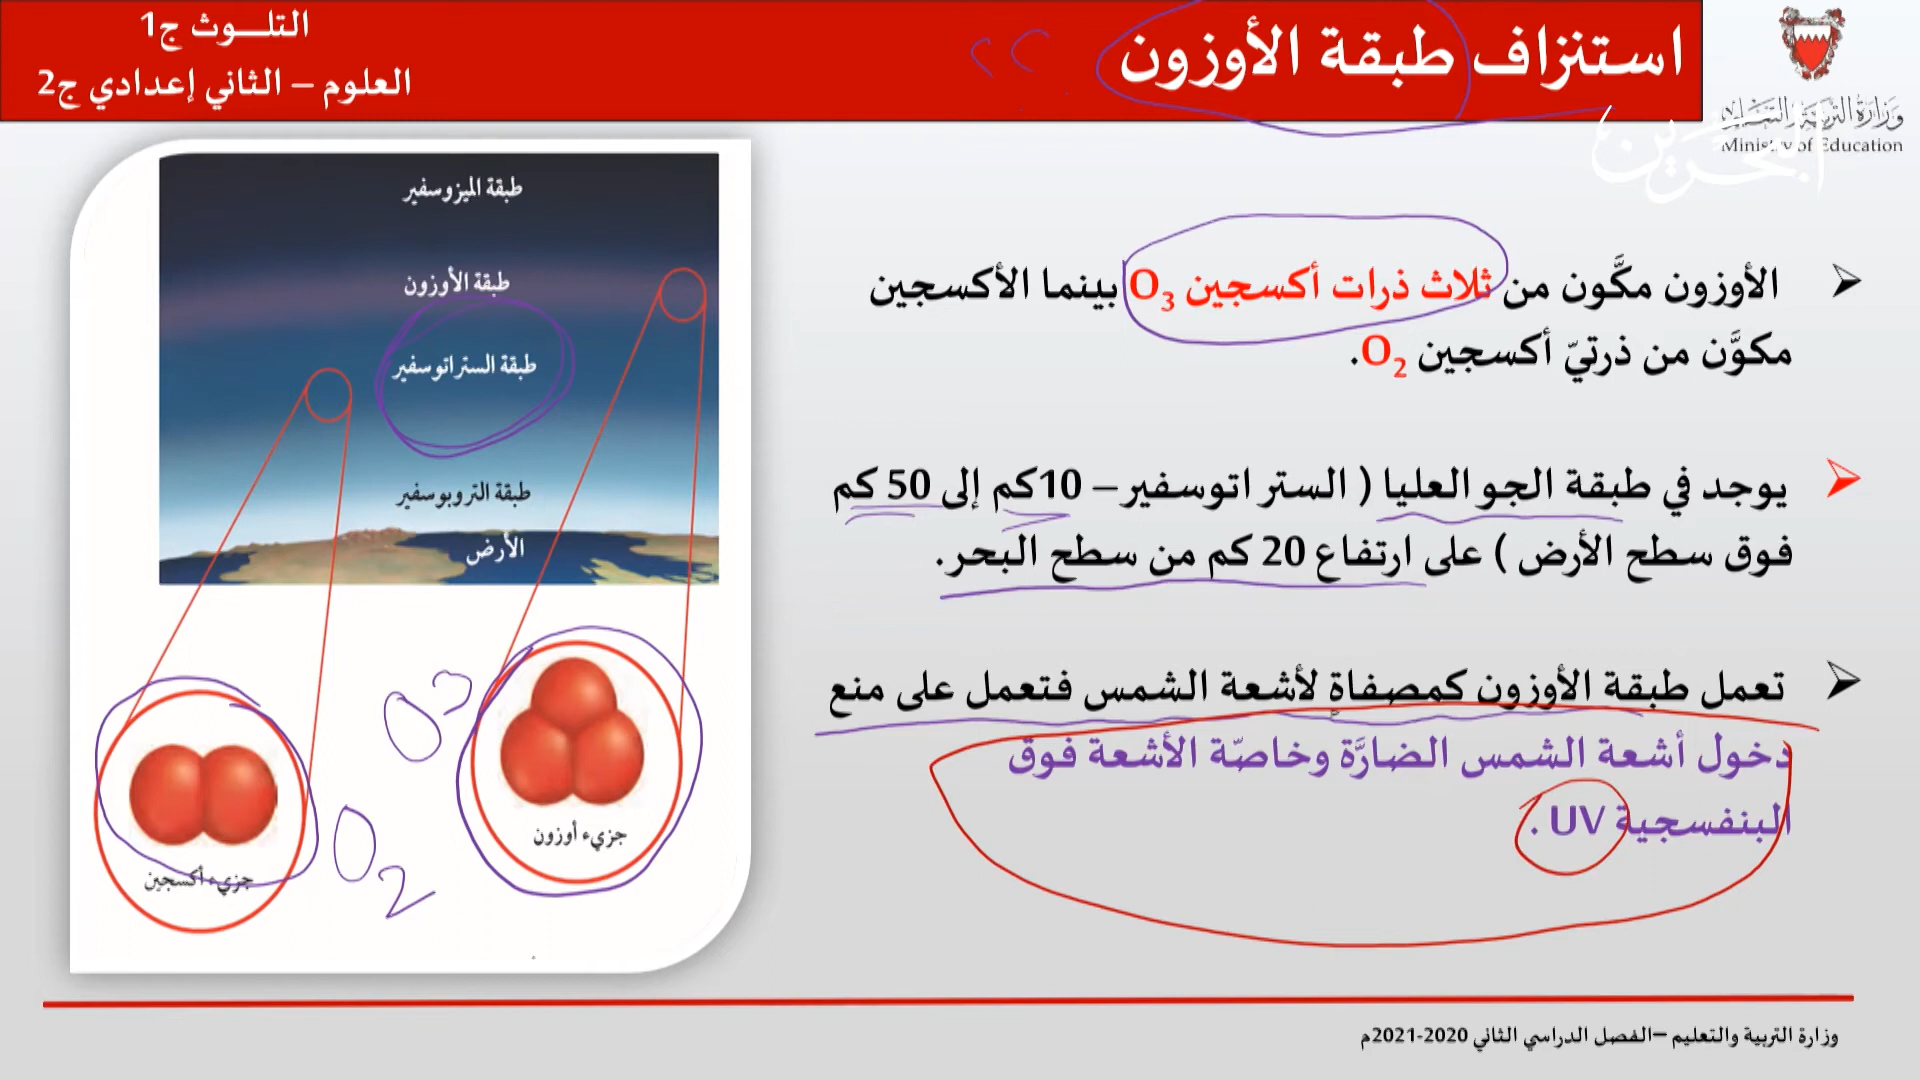 استنزاف طبقة الأوزون
التلـــوث ج1
العلوم – الثاني إعدادي ج2
وزارة التربية والتعليم
Ministry of Education
البحرين
الأوزون مكَّون من ثلاث ذرات أكسجين O3 بينما الأكسجين
مكوَّن من ذرتيّ أكسجين O2.
يوجد في طبقة الجو العليا ( الستراتوسفير – 10كم إلى 50 كم
فوق سطح الأرض ) على ارتفاع 20 كم من سطح البحر.
تعمل طبقة الأوزون كمصفاةٍ لأشعة الشمس فتعمل على منع
دخول أشعة الشمس الضارَّة وخاصّة الأشعة فوق
البنفسجية UV .
طبقة الميزوسفير
طبقة الأوزون
طبقة الستراتوسفير
طبقة التروبوسفير
الأرض
O3
جزيء أوزون
O2
جزيء أكسجين
وزارة التربية والتعليم –الفصل الدراسي الثاني 2020-2021م